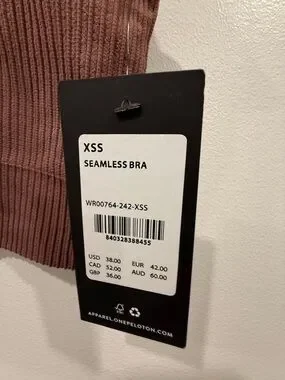 XSS
SEAMLESS BRA
WR00764-242-XSS
840328388455
USD 38.00 EUR 42.00
CAD 52.00 AUD 60.00
GBP 36.00
APPAREL.ONEPELOTON.COM